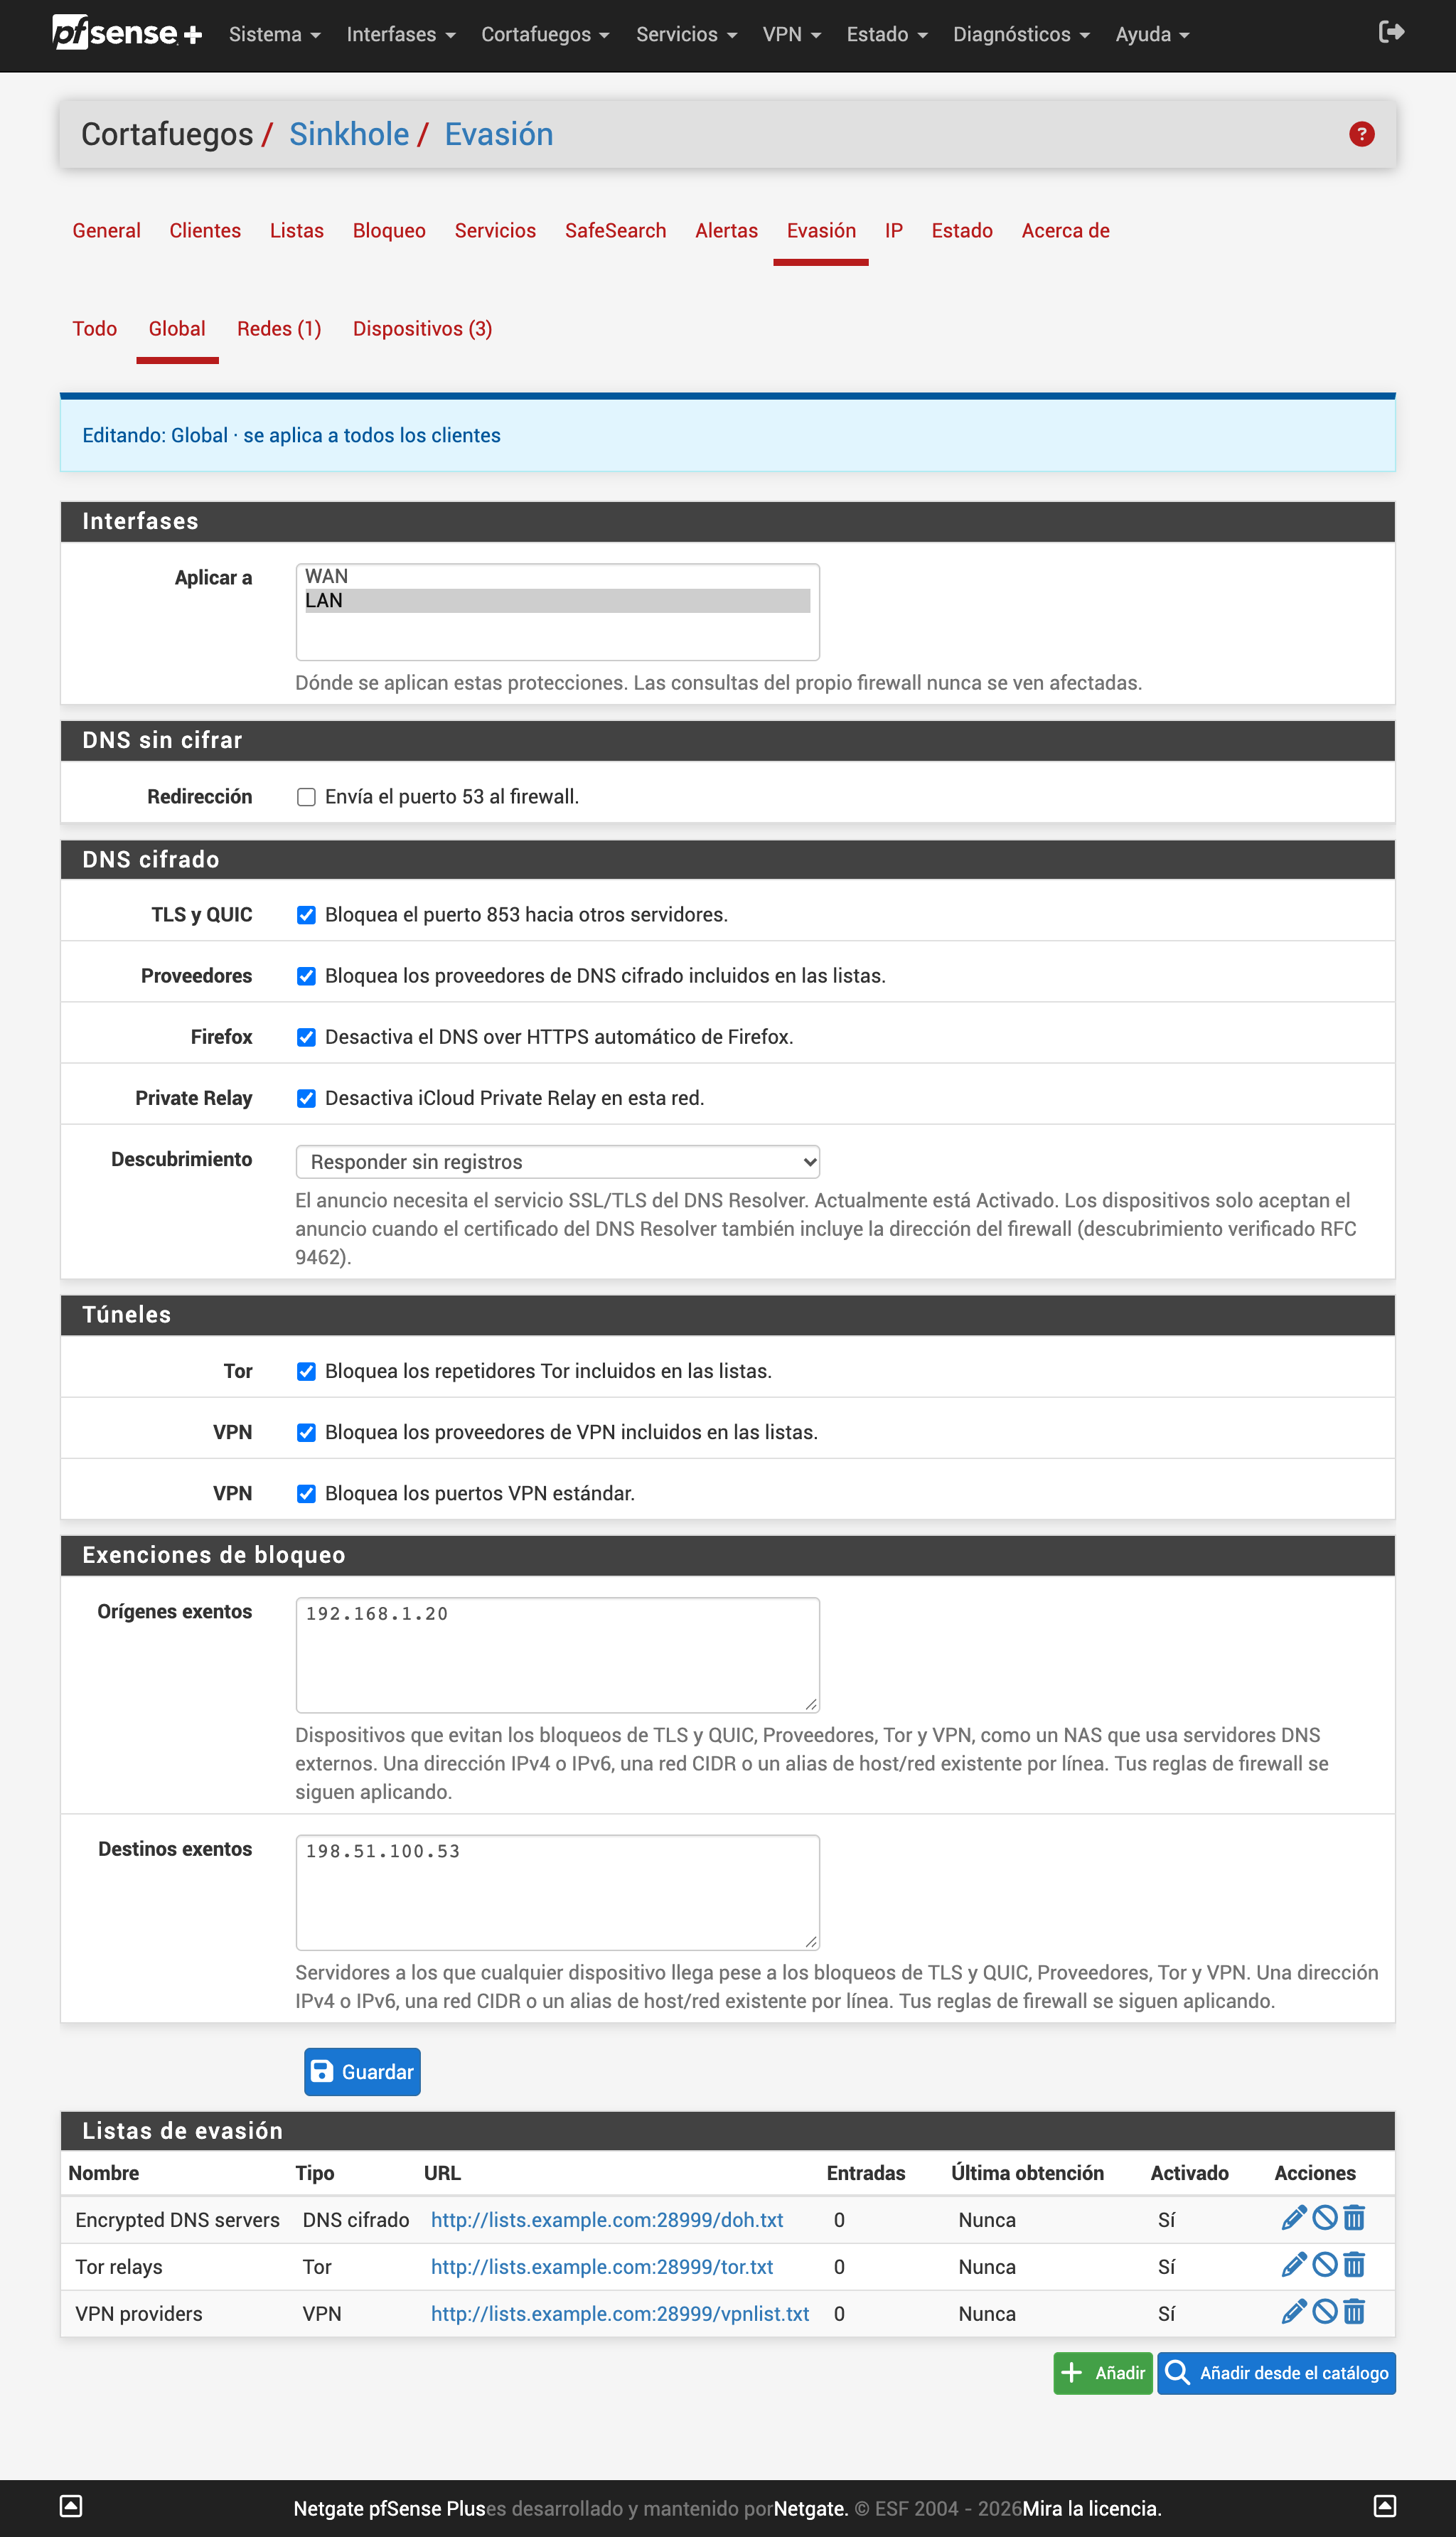 pfsense +
Sistema
Interfases
Cortafuegos
Servicios
VPN
Estado
Diagnósticos
Ayuda
Cortafuegos / Sinkhole / Evasión
?
General
Clientes
Listas
Bloqueo
Servicios
SafeSearch
Alertas
Evasión
IP
Estado
Acerca de
Todo
Global
Redes (1)
Dispositivos (3)
Editando: Global · se aplica a todos los clientes
Interfases
Aplicar a
WAN
LAN
Dónde se aplican estas protecciones. Las consultas del propio firewall nunca se ven afectadas.
DNS sin cifrar
Redirección
Envía el puerto 53 al firewall.
DNS cifrado
TLS y QUIC
Bloquea el puerto 853 hacia otros servidores.
Proveedores
Bloquea los proveedores de DNS cifrado incluidos en las listas.
Firefox
Desactiva el DNS over HTTPS automático de Firefox.
Private Relay
Desactiva iCloud Private Relay en esta red.
Descubrimiento
Responder sin registros
El anuncio necesita el servicio SSL/TLS del DNS Resolver. Actualmente está Activado. Los dispositivos solo aceptan el
anuncio cuando el certificado del DNS Resolver también incluye la dirección del firewall (descubrimiento verificado RFC
9462).
Túneles
Tor
Bloquea los repetidores Tor incluidos en las listas.
VPN
Bloquea los proveedores de VPN incluidos en las listas.
VPN
Bloquea los puertos VPN estándar.
Exenciones de bloqueo
Orígenes exentos
192.168.1.20
Dispositivos que evitan los bloqueos de TLS y QUIC, Proveedores, Tor y VPN, como un NAS que usa servidores DNS
externos. Una dirección IPv4 o IPv6, una red CIDR o un alias de host/red existente por línea. Tus reglas de firewall se
siguen aplicando.
Destinos exentos
198.51.100.53
Servidores a los que cualquier dispositivo llega pese a los bloqueos de TLS y QUIC, Proveedores, Tor y VPN. Una dirección
IPv4 o IPv6, una red CIDR o un alias de host/red existente por línea. Tus reglas de firewall se siguen aplicando.
Guardar
Listas de evasión
Nombre Tipo URL Entradas Última obtención Activado Acciones
Encrypted DNS servers DNS cifrado http://lists.example.com:28999/doh.txt 0 Nunca Sí
Tor relays Tor http://lists.example.com:28999/tor.txt 0 Nunca Sí
VPN providers VPN http://lists.example.com:28999/vpnlist.txt 0 Nunca Sí
Añadir
Añadir desde el catálogo
Netgate pfSense Pluses desarrollado y mantenido porNetgate. © ESF 2004 - 2026Mira la licencia.